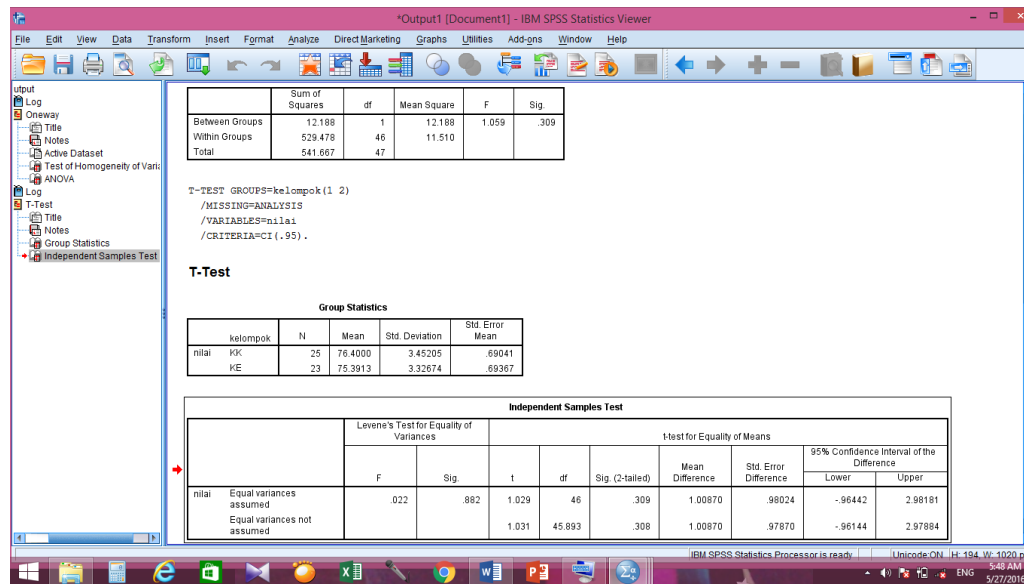 *Output1 [Document1] - IBM SPSS Statistics Viewer
File Edit View Data Transform Insert Format Analyze Direct Marketing Graphs Utilities Add-ons Window Help
utput
Log
Oneway
Title
Notes
Active Dataset
Test of Homogeneity of Varia
ANOVA
Log
T-Test
Title
Notes
Group Statistics
Independent Samples Test
Sum of Squares df Mean Square F Sig.
Between Groups 12.188 1 12.188 1.059 .309
Within Groups 529.478 46 11.510
Total 541.667 47
T-TEST GROUPS=kelompok(1 2)
/MISSING=ANALYSIS
/VARIABLES=nilai
/CRITERIA=CI(.95).
T-Test
Group Statistics
kelompok N Mean Std. Deviation Std. Error Mean
nilai KK 25 76.4000 3.45205 .69041
KE 23 75.3913 3.32674 .69367
Independent Samples Test
Levene's Test for Equality of Variances t-test for Equality of Means
95% Confidence Interval of the Difference
F Sig. t df Sig. (2-tailed) Mean Difference Std. Error Difference Lower Upper
nilai Equal variances assumed .022 .882 1.029 46 .309 1.00870 .98024 -.96442 2.98181
Equal variances not assumed 1.031 45.893 .308 1.00870 .97870 -.96144 2.97884
IBM SPSS Statistics Processor is ready Unicode:ON H: 194, W: 1020 p
ENG 5:48 AM